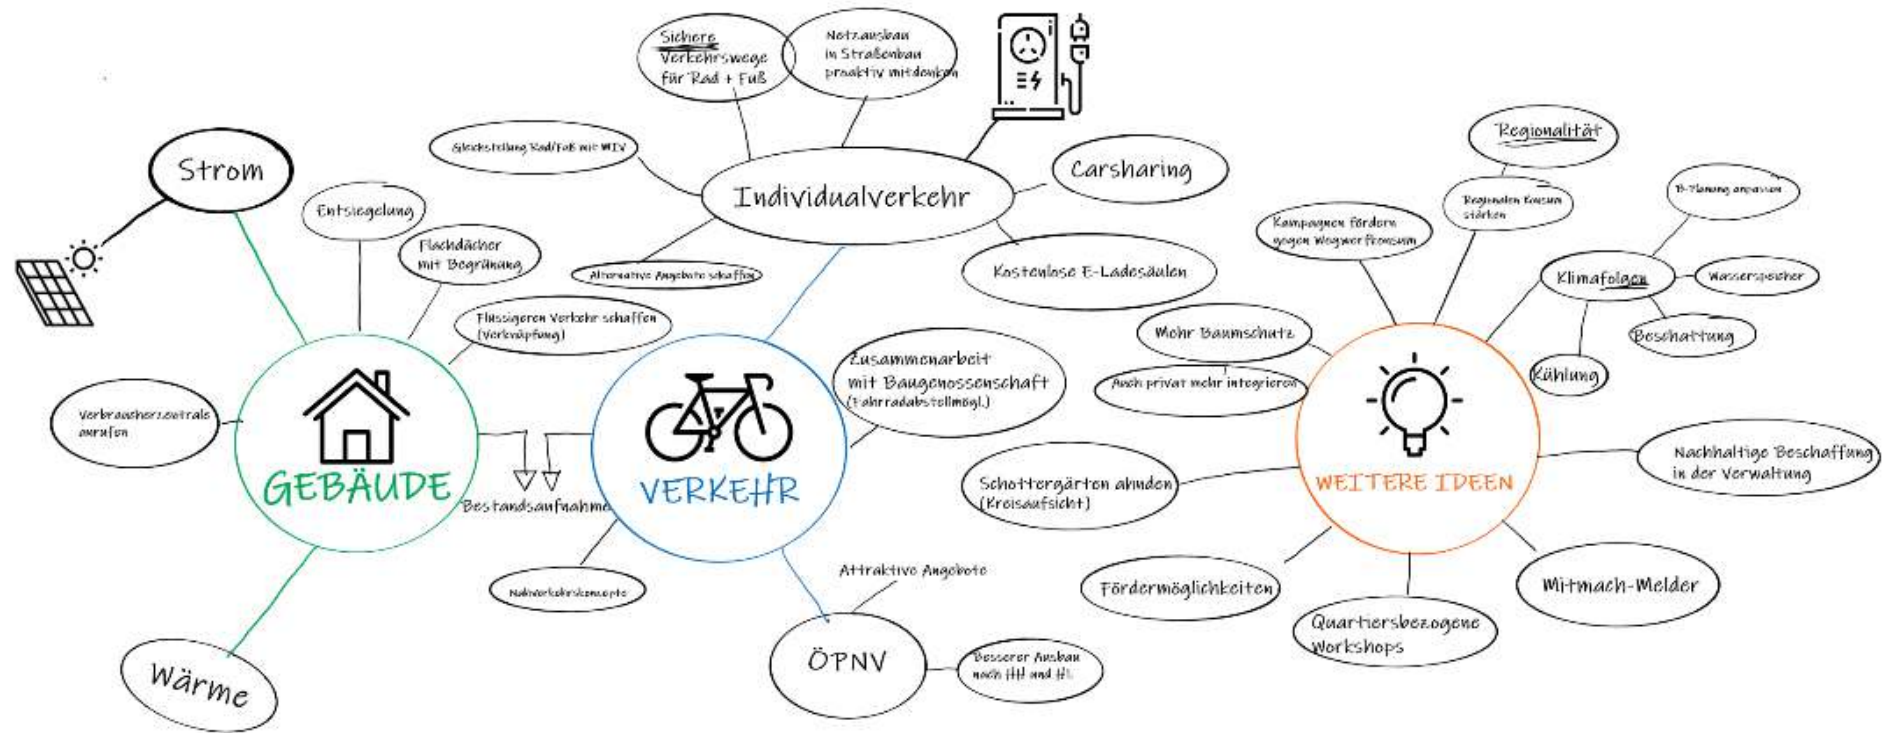 Strom
Entsiegelung
Flachdächer
mit Begrünung
Flüssigeren Verkehr schaffen
(Verknüpfung)
Verbraucherzentrale
anrufen
GEBÄUDE
Wärme
Bestandsaufnahme
Sichere
Verkehrswege
für Rad + Fuß
Netzausbau
in Straßenbau
proaktiv mitdenken
Gleichstellung Rad/Fuß mit MIV
Individualverkehr
Carsharing
Alternative Angebote schaffen
Kostenlose E-Ladesäulen
Zusammenarbeit
mit Baugenossenschaft
(Fahrradabstellmögl.)
VERKEHR
Nahverkehrskonzepte
Attraktive Angebote
ÖPNV
Besserer Ausbau
nach HH und HL
Regionalität
Regionalen Konsum
stärken
Kampagnen fördern
gegen Wegwerfkonsum
B-Planung anpassen
Klimafolgen
Wasserspeicher
Beschattung
Kühlung
Mehr Baumschutz
Auch privat mehr integrieren
WEITERE IDEEN
Schottergärten ahnden
(Kreisaufsicht)
Nachhaltige Beschaffung
in der Verwaltung
Fördermöglichkeiten
Quartiersbezogene
Workshops
Mitmach-Melder